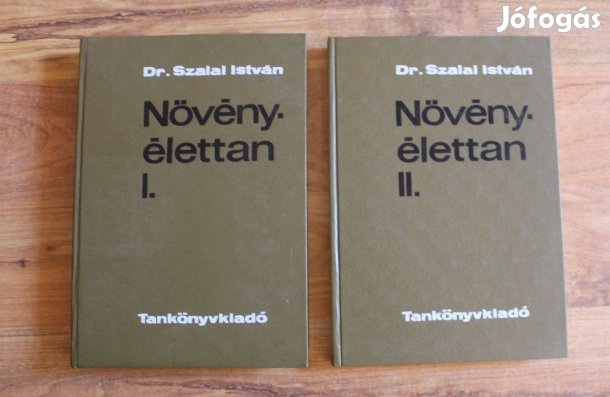 Jófogás
Dr. Szalai István
Növény-
élettan
I.
Tankönyvkiadó
Dr. Szalai István
Növény-
élettan
II.
Tankönyvkiadó